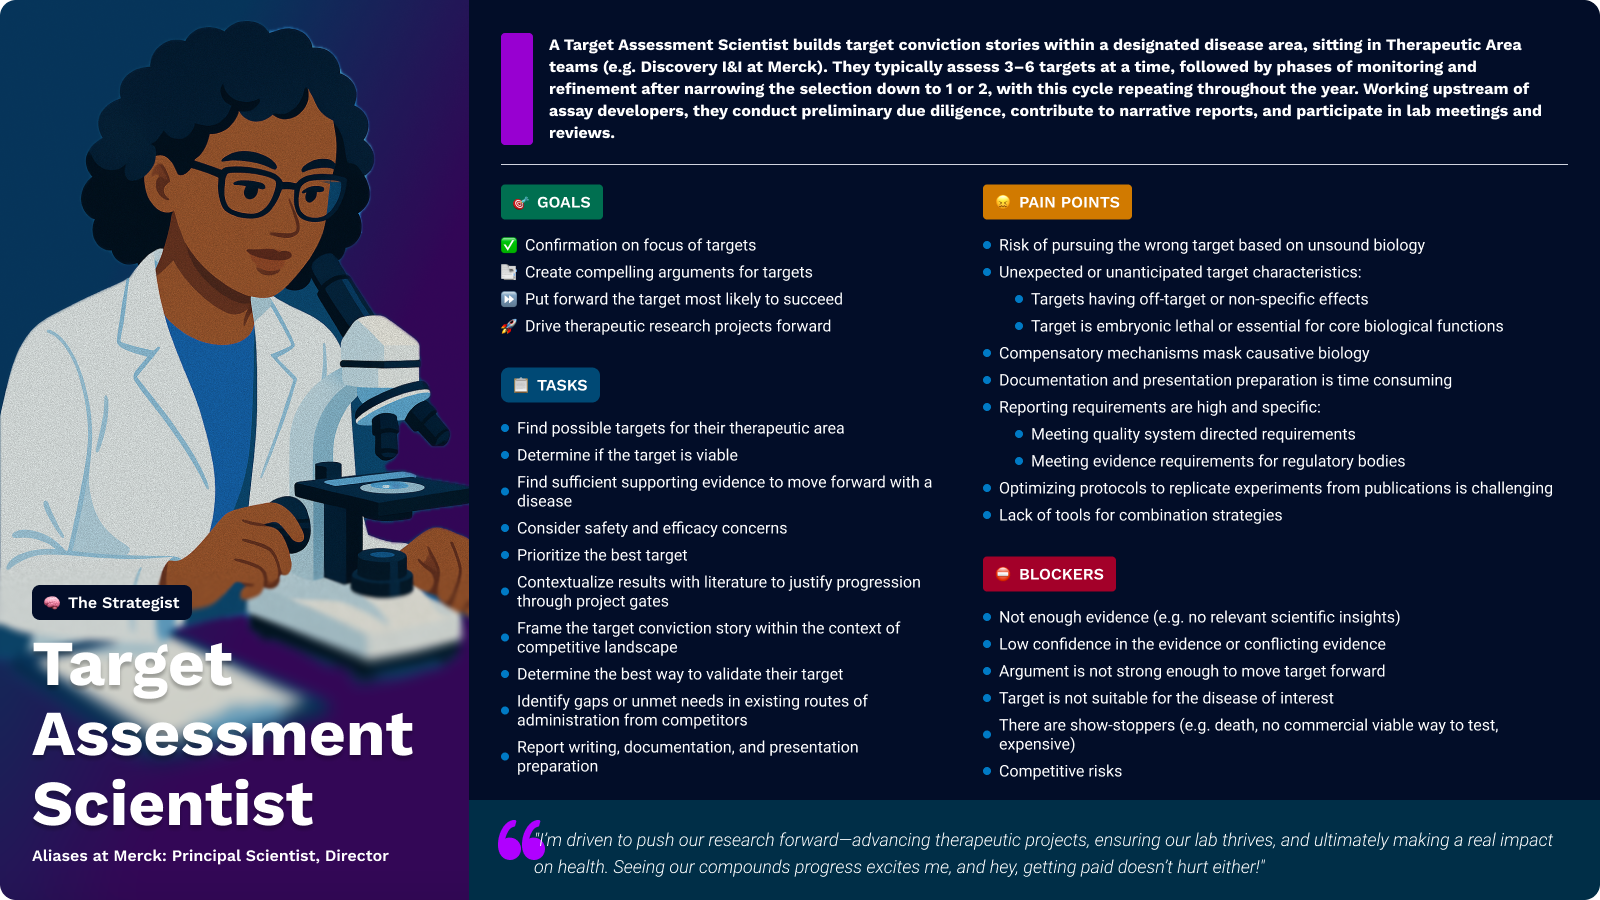 A Target Assessment Scientist builds target conviction stories within a designated disease area, sitting in Therapeutic Area
teams (e.g. Discovery I&I at Merck). They typically assess 3–6 targets at a time, followed by phases of monitoring and
refinement after narrowing the selection down to 1 or 2, with this cycle repeating throughout the year. Working upstream of
assay developers, they conduct preliminary due diligence, contribute to narrative reports, and participate in lab meetings and
reviews.
GOALS
Confirmation on focus of targets
Create compelling arguments for targets
Put forward the target most likely to succeed
Drive therapeutic research projects forward
TASKS
Find possible targets for their therapeutic area
Determine if the target is viable
Find sufficient supporting evidence to move forward with a
disease
Consider safety and efficacy concerns
Prioritize the best target
Contextualize results with literature to justify progression
through project gates
Frame the target conviction story within the context of
competitive landscape
Determine the best way to validate their target
Identify gaps or unmet needs in existing routes of
administration from competitors
Report writing, documentation, and presentation
preparation
PAIN POINTS
Risk of pursuing the wrong target based on unsound biology
Unexpected or unanticipated target characteristics:
Targets having off-target or non-specific effects
Target is embryonic lethal or essential for core biological functions
Compensatory mechanisms mask causative biology
Documentation and presentation preparation is time consuming
Reporting requirements are high and specific:
Meeting quality system directed requirements
Meeting evidence requirements for regulatory bodies
Optimizing protocols to replicate experiments from publications is challenging
Lack of tools for combination strategies
BLOCKERS
Not enough evidence (e.g. no relevant scientific insights)
Low confidence in the evidence or conflicting evidence
Argument is not strong enough to move target forward
Target is not suitable for the disease of interest
There are show-stoppers (e.g. death, no commercial viable way to test,
expensive)
Competitive risks
The Strategist
Target
Assessment
Scientist
Aliases at Merck: Principal Scientist, Director
"I'm driven to push our research forward—advancing therapeutic projects, ensuring our lab thrives, and ultimately making a real impact
on health. Seeing our compounds progress excites me, and hey, getting paid doesn't hurt either!"